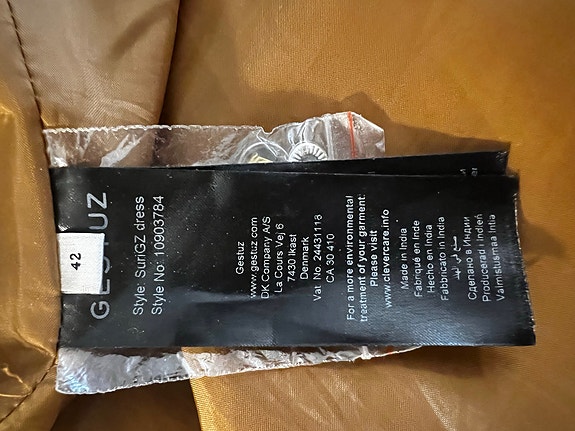 42
GESTUZ
Style: SuriGZ dress
Style No: 10903784
Gestuz
www.gestuz.com
DK Company A/S
La Cours Vej 6
7430 Ikast
Denmark
Vat. No. 24431118
CA 30 410
For a more environmental
treatment of your garment:
Please visit
www.clevercare.info
Made in India
Fabriqué en Inde
Hecho en India
Fabbricato in India
صنع في الهند
Сделано в Индии
Producerad i Indien
Valmistusmaa Intia